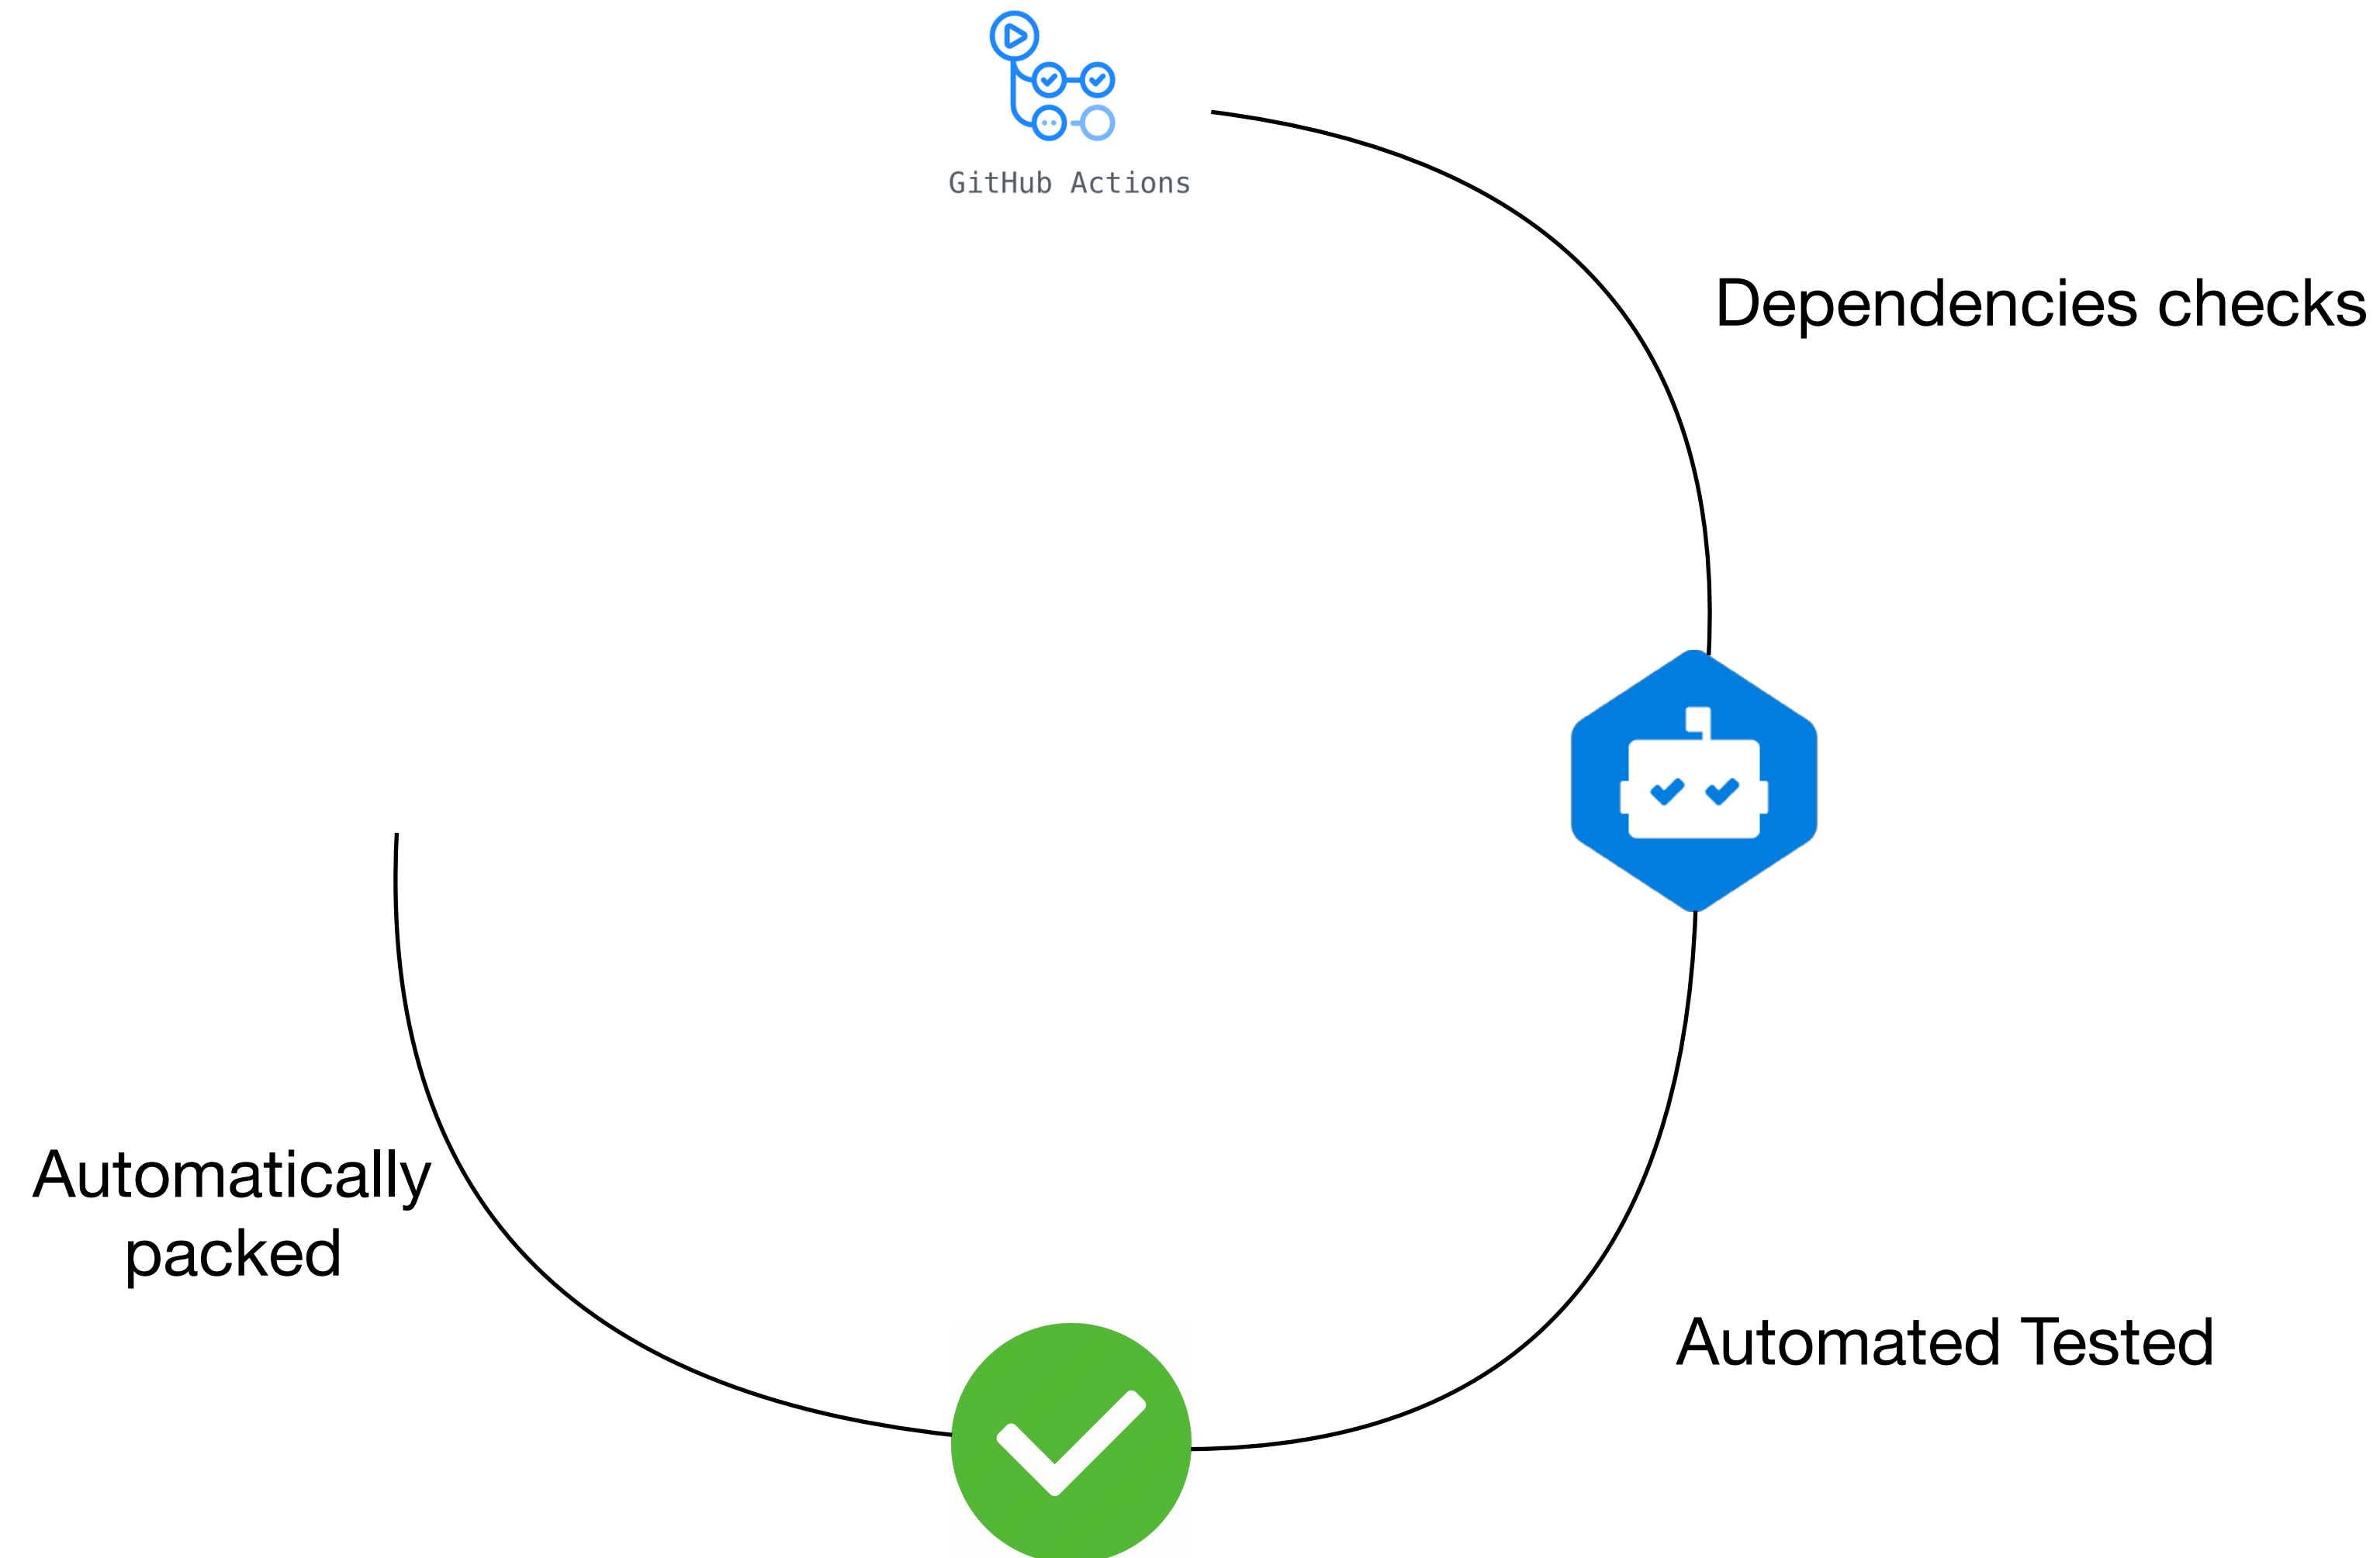 GitHub Actions
Dependencies checks
Automatically
packed
Automated Tested